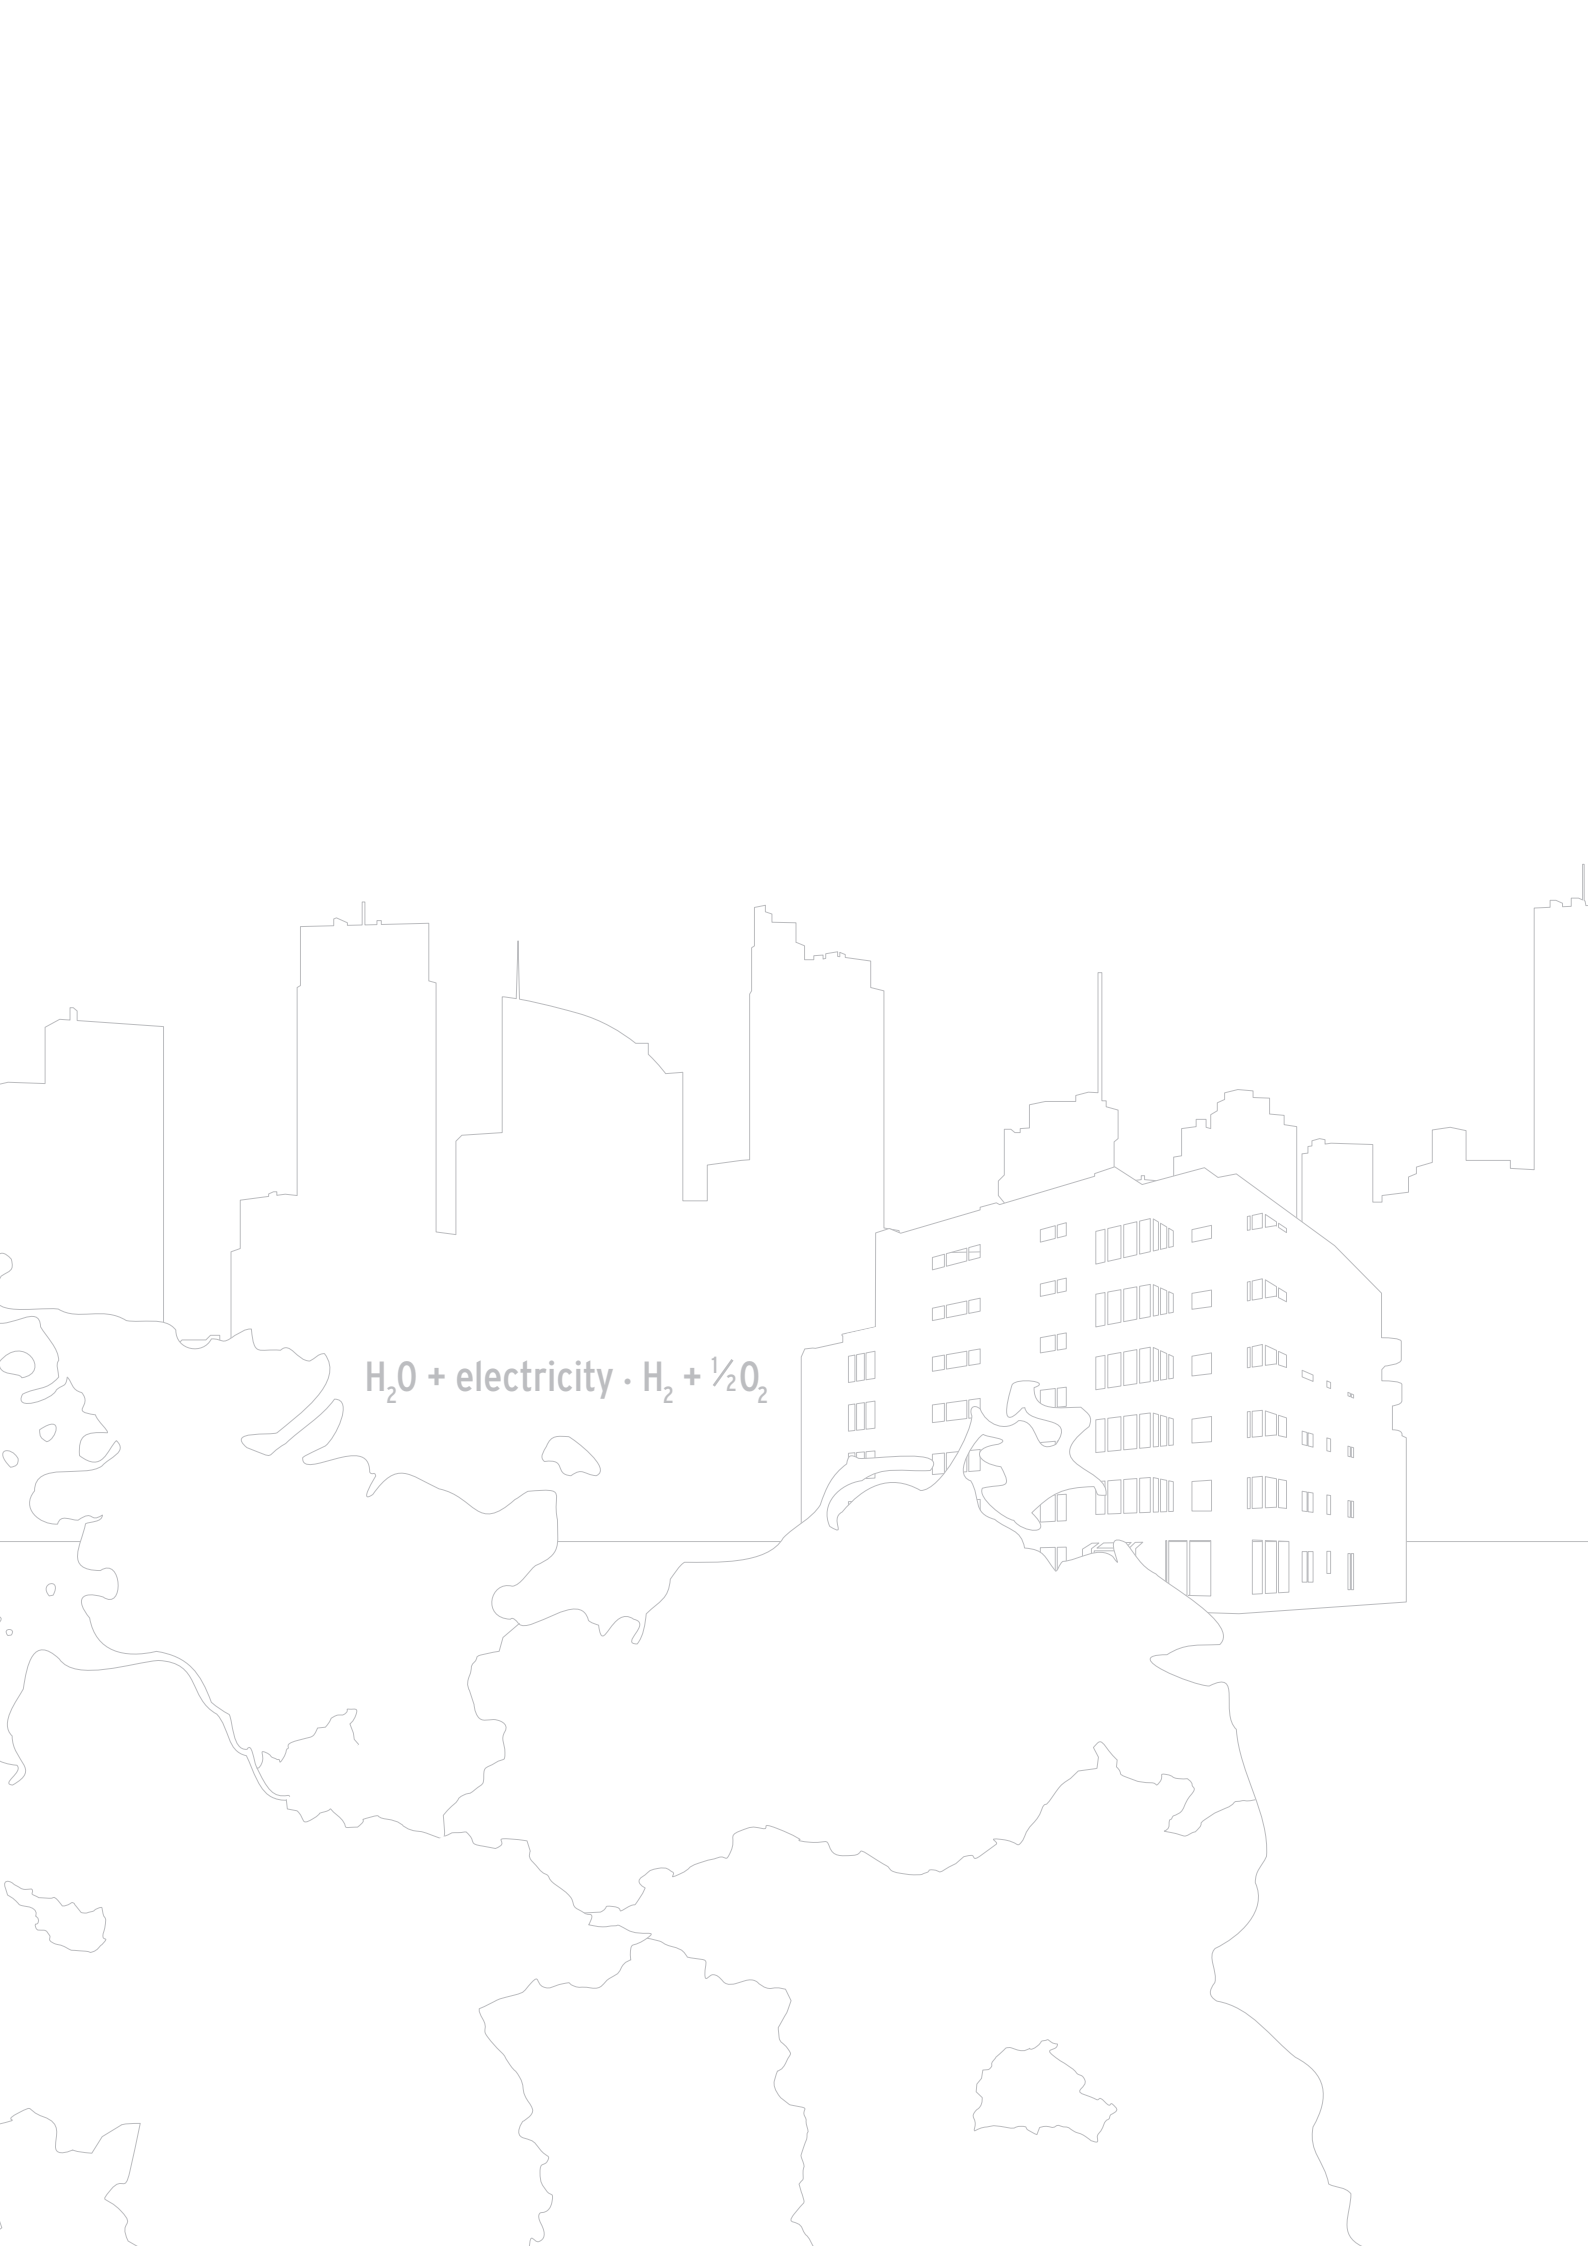 H₂O + electricity · H₂ + ½O₂